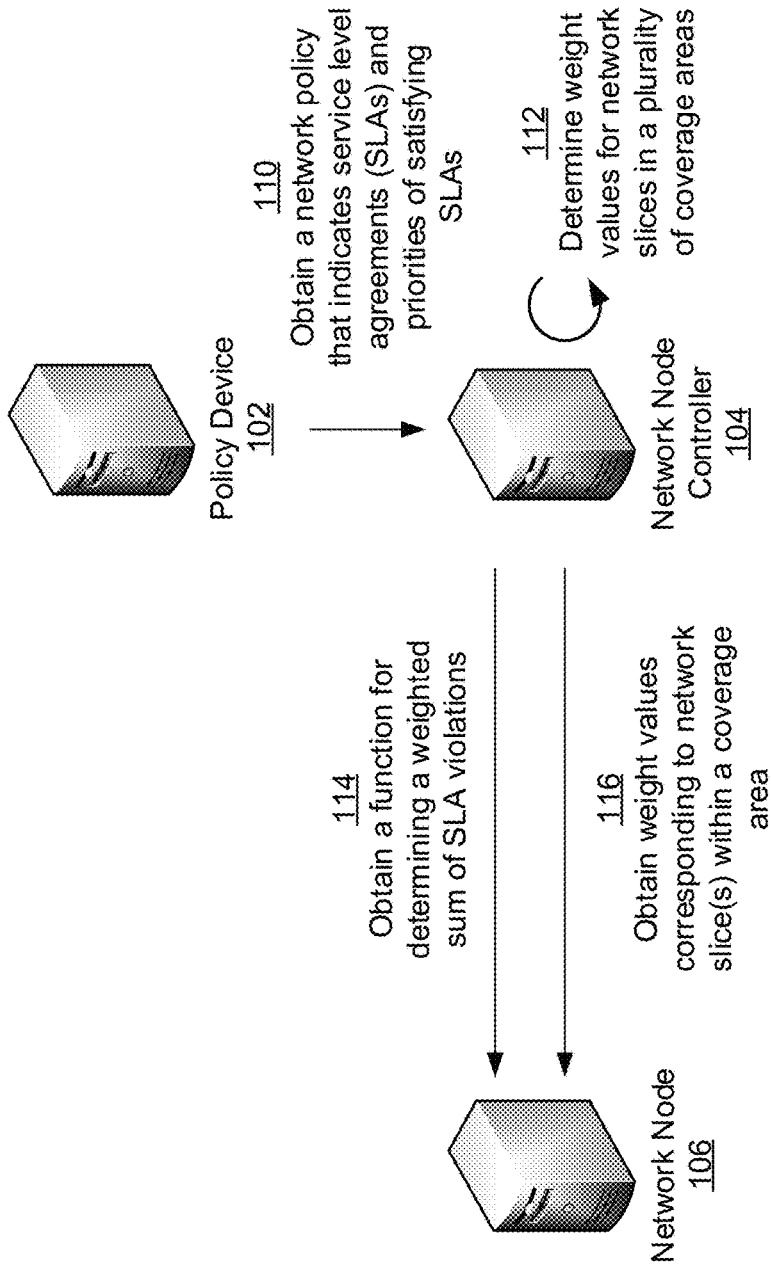 Policy Device
102
110
Obtain a network policy
that indicates service level
agreements (SLAs) and
priorities of satisfying
SLAs
Network Node
Controller
104
112
Determine weight
values for network
slices in a plurality
of coverage areas
114
Obtain a function for
determining a weighted
sum of SLA violations
116
Obtain weight values
corresponding to network
slice(s) within a coverage
area
Network Node
106